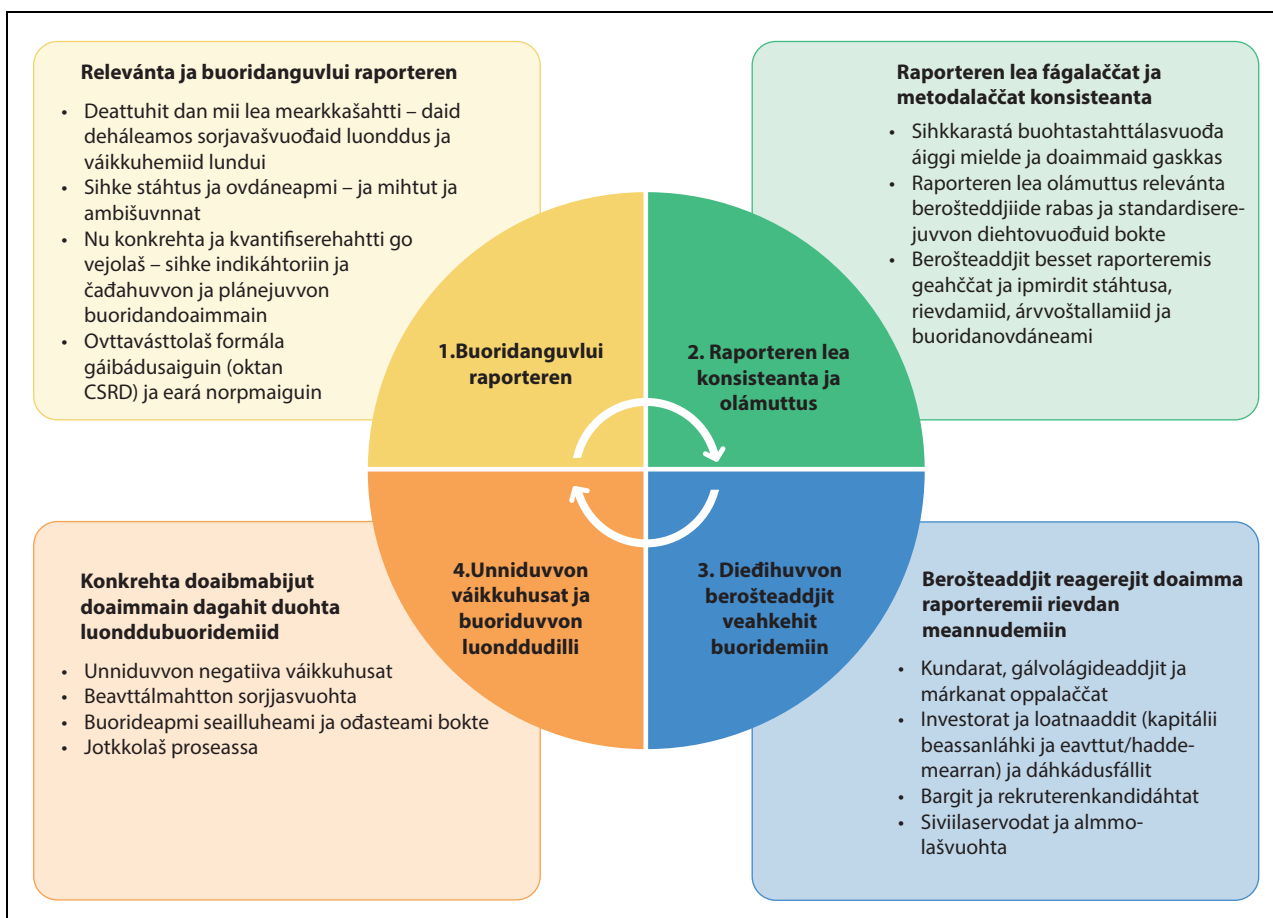 Relevánta ja buoridanguvlui raporteren
• Deattuhit dan mii lea mearkkašahtti – daid
deháleamos sorjavašvuođaid luonddus ja
váikkuhemiid lundui
• Sihke stáhtus ja ovdáneapmi – ja mihtut ja
ambišuvnnat
• Nu konkrehta ja kvantifiserehahtti go
vejolaš – sihke indikáhtoriin ja
čađahuvvon ja plánejuvvon
buoridandoaimmain
• Ovttavásttolaš formála
gáibádusaiguin (oktan
CSRD) ja eará norpmaiguin
Raporteren lea fágalaččat ja
metodalaččat konsisteanta
• Sihkkarastá buohtastahttálasvuođa
áiggi mielde ja doaimmaid gaskkas
• Raporteren lea olámuttus relevánta
berošteddjiide rabas ja standardisere-
juvvon diehtovuođuid bokte
• Berošteaddjit besset raporteremis
geahččat ja ipmirdit stáhtusa,
rievdamiid, árvvoštallamiid ja
buoridanovdáneami
1.Buoridanguvlui
raporteren
2. Raporteren lea
konsisteanta ja
olámuttus
4.Unniduvvon
váikkuhusat ja
buoriduvvon
luonddudilli
3. Dieđihuvvon
berošteaddjit
veahkehit
buoridemiin
Konkrehta doaibmabijut
doaimmain dagahit duohta
luonddubuoridemiid
• Unniduvvon negatiiva váikkuhusat
• Beavttálmahtton sorjjasvuohta
• Buorideapmi seailluheami ja ođasteami bokte
• Jotkkolaš proseassa
Berošteaddjit reagerejit doaimma
raporteremii rievdan
meannudemiin
• Kundarat, gálvolágideaddjit ja
márkanat oppalaččat
• Investorat ja loatnaaddit (kapitálii
beassanláhki ja eavttut/hadde-
mearran) ja dáhkádusfállit
• Bargit ja rekruterenkandidáhtat
• Siviilaservodat ja almmo-
lašvuohta